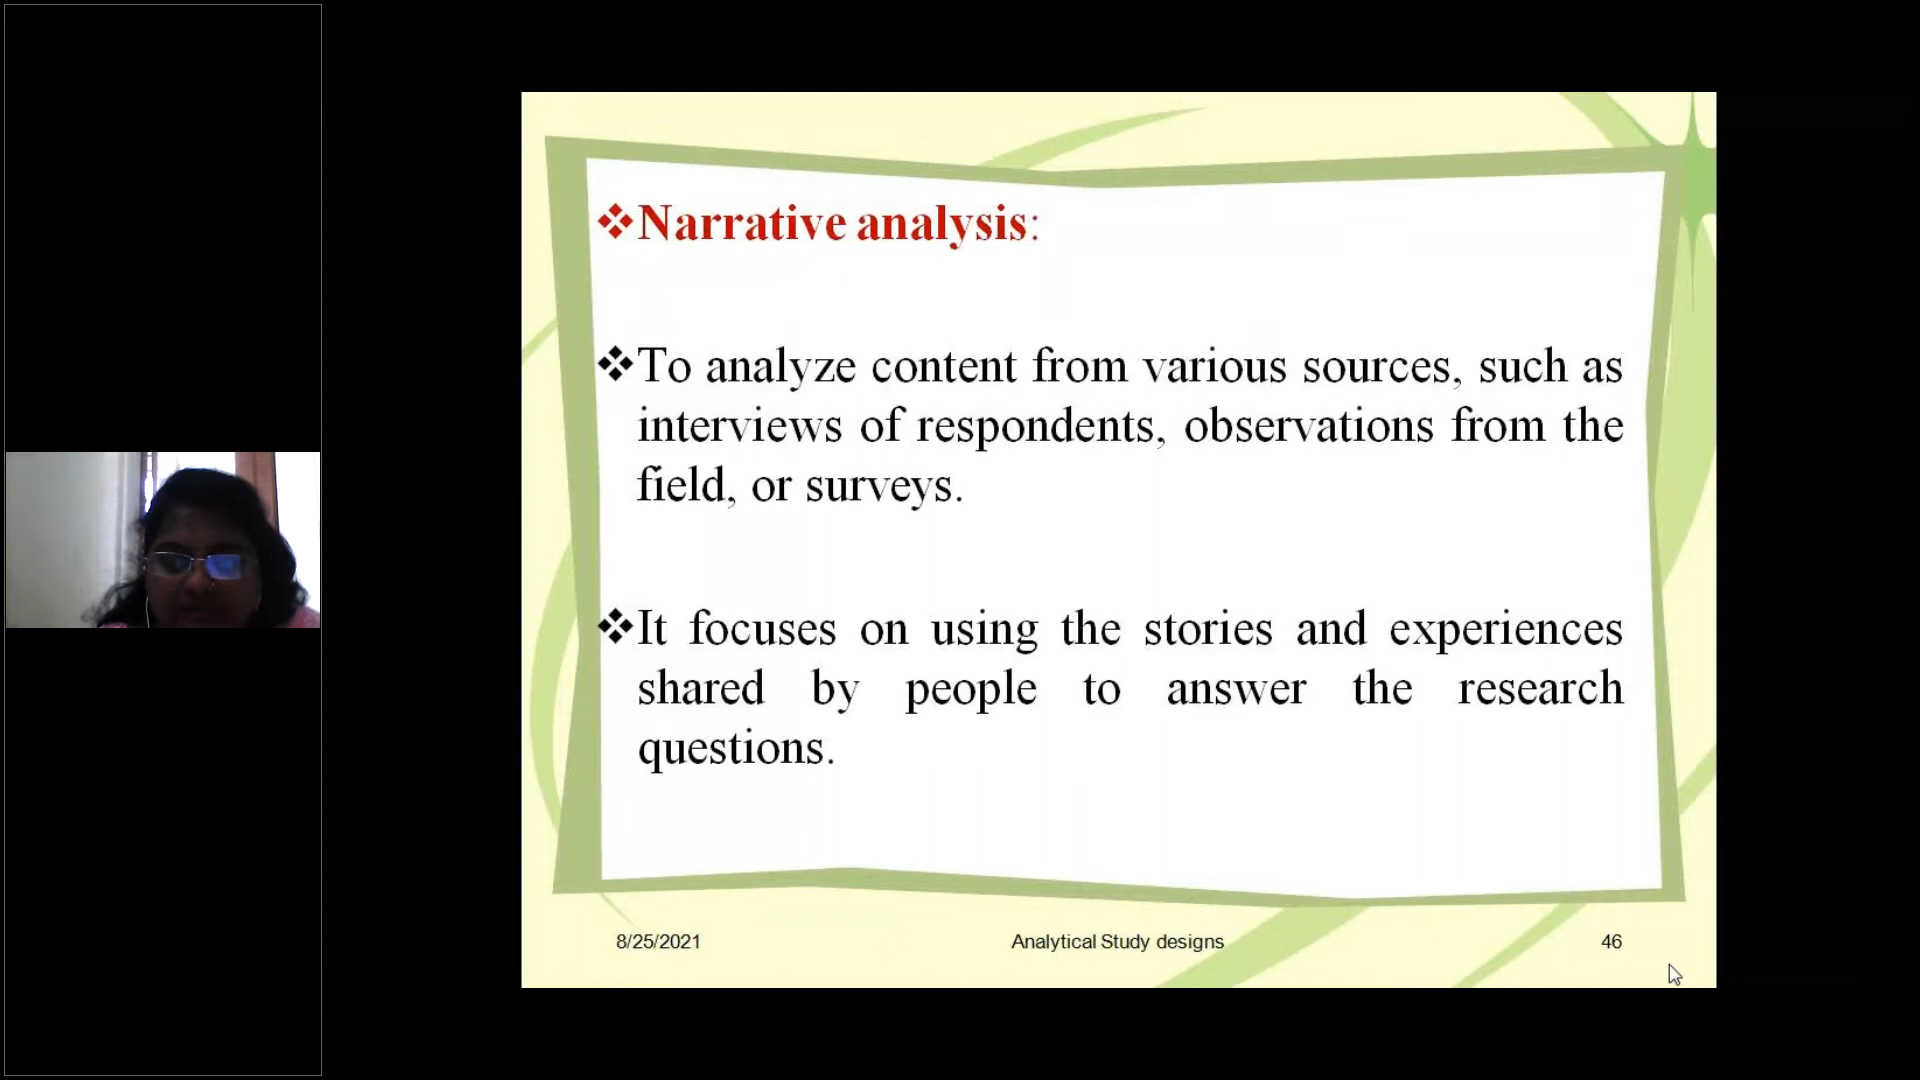 ❖Narrative analysis:
❖To analyze content from various sources, such as
interviews of respondents, observations from the
field, or surveys.
❖It focuses on using the stories and experiences
shared by people to answer the research
questions.
8/25/2021 Analytical Study designs 46